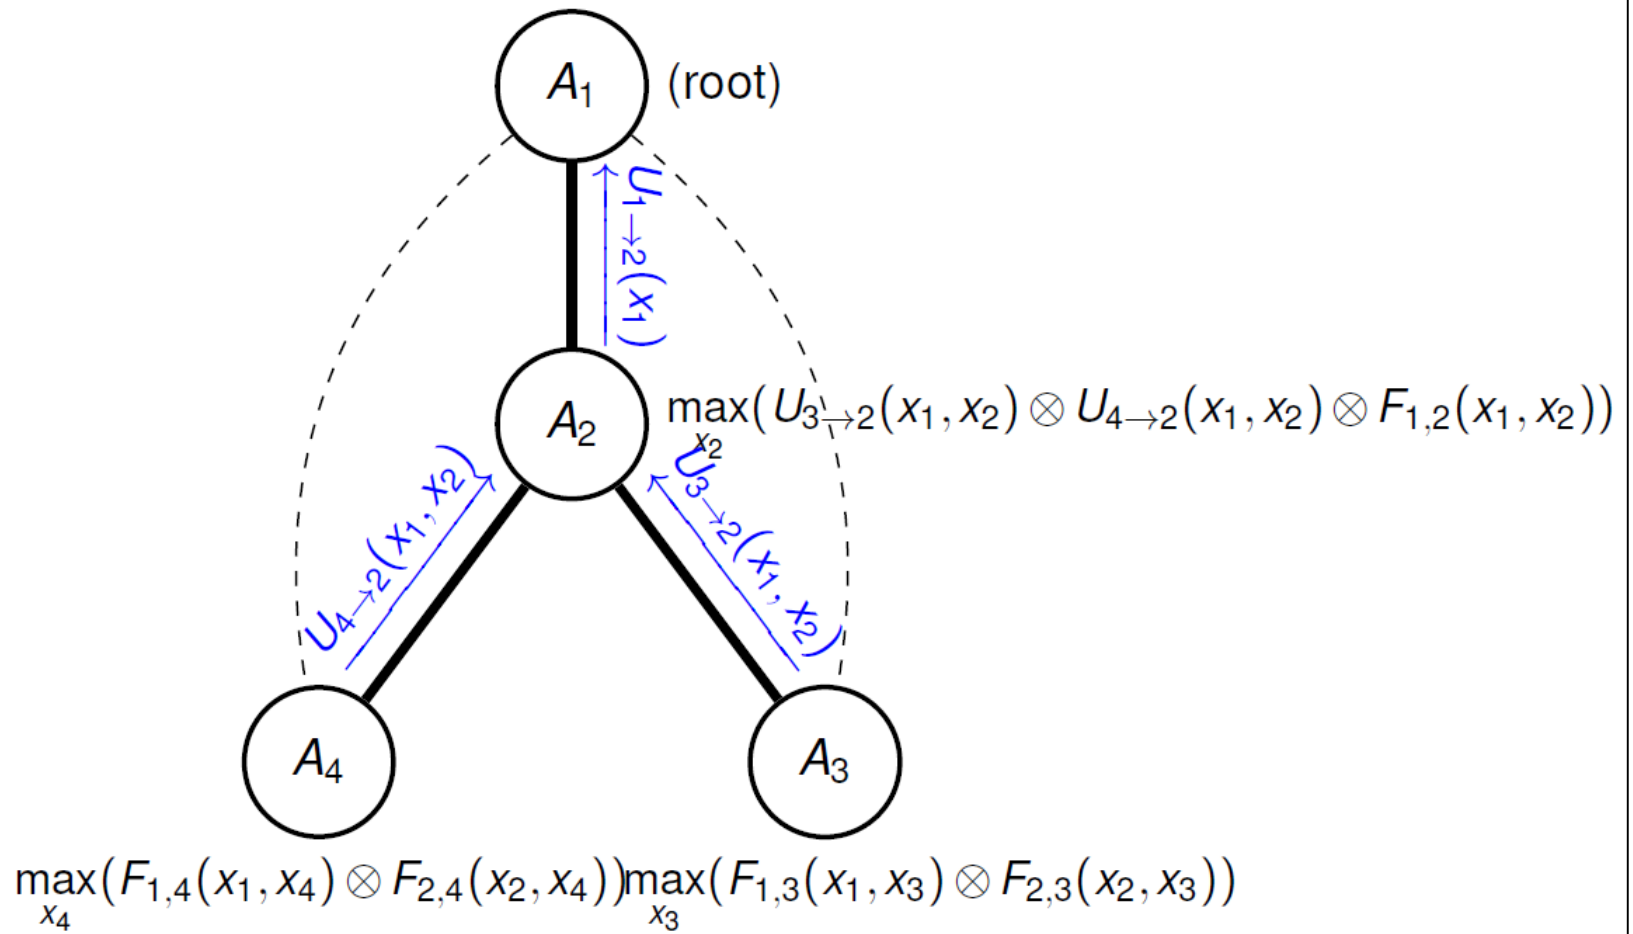 A₁ (root)
U₁→₂(x₁)
A₂
max(U₃→₂(x₁, x₂) ⊗ U₄→₂(x₁, x₂) ⊗ F₁,₂(x₁, x₂))
x₂
U₄→₂(x₁, x₂)
U₃→₂(x₁, x₂)
A₄
A₃
max(F₁,₄(x₁, x₄) ⊗ F₂,₄(x₂, x₄))
x₄
max(F₁,₃(x₁, x₃) ⊗ F₂,₃(x₂, x₃))
x₃